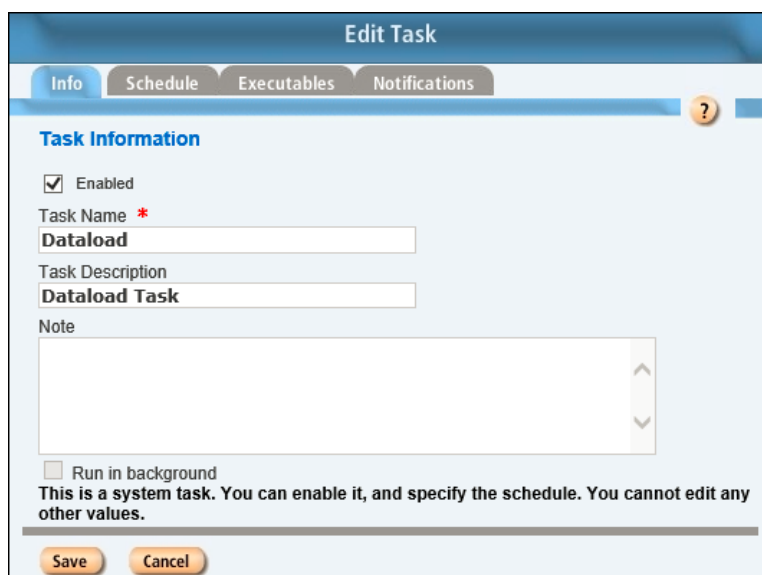 Edit Task
Info Schedule Executables Notifications
?
Task Information
Enabled
Task Name *
Dataload
Task Description
Dataload Task
Note
Run in background
This is a system task. You can enable it, and specify the schedule. You cannot edit any
other values.
Save Cancel